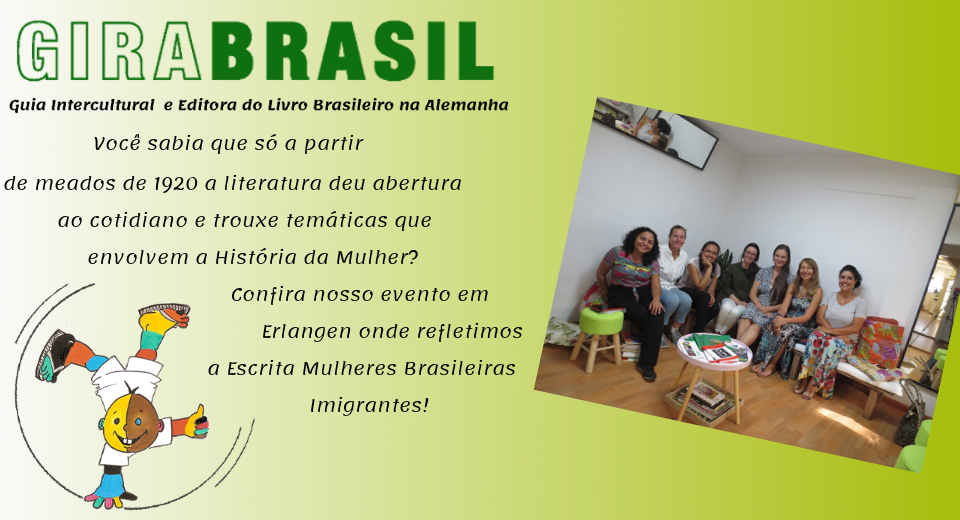 GIRABRASIL
Guia Intercultural e Editora do Livro Brasileiro na Alemanha
Você sabia que só a partir
de meados de 1920 a literatura deu abertura
ao cotidiano e trouxe temáticas que
envolvem a História da Mulher?
Confira nosso evento em
Erlangen onde refletimos
a Escrita Mulheres Brasileiras
Imigrantes!